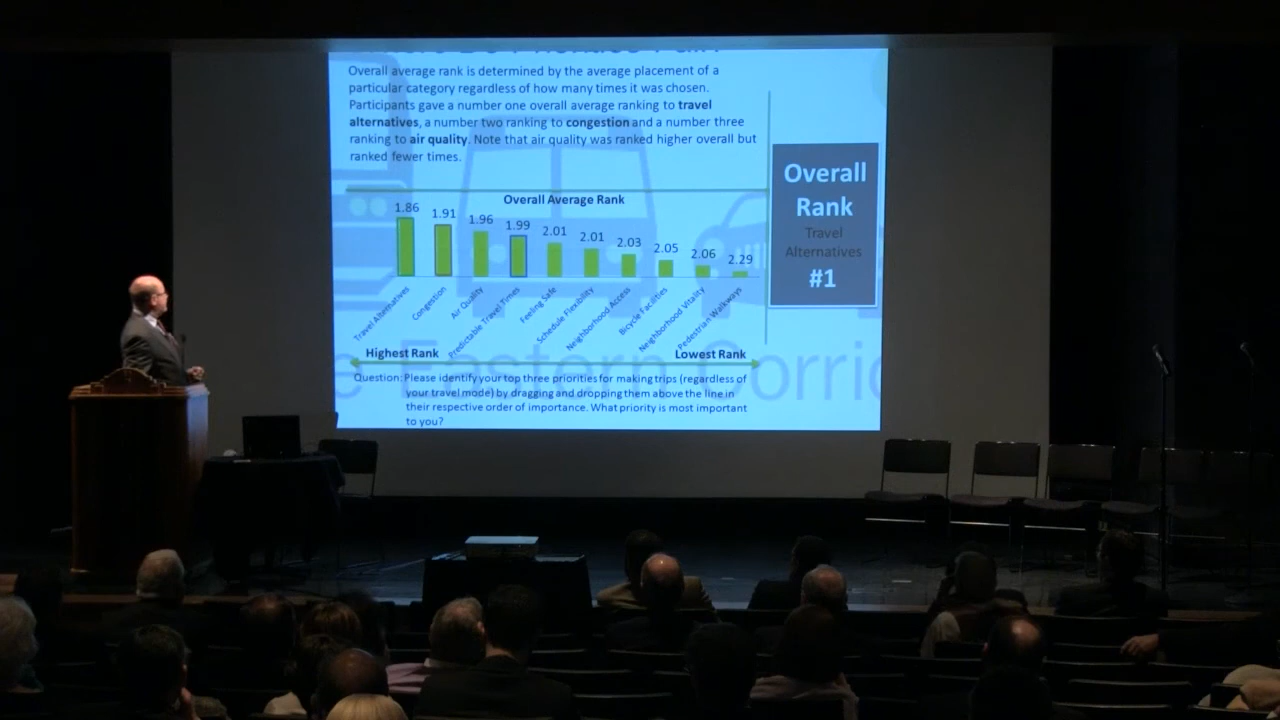 Overall average rank is determined by the average placement of a
particular category regardless of how many times it was chosen.
Participants gave a number one overall average ranking to travel
alternatives, a number two ranking to congestion and a number three
ranking to air quality. Note that air quality was ranked higher overall but
ranked fewer times.
Overall Average Rank
1.86
1.91
1.96
1.99
2.01
2.01
2.03
2.05
2.06
2.29
Travel Alternatives
Congestion
Air Quality
Predictable Travel Times
Feeling Safe
Schedule Flexibility
Neighborhood Access
Bicycle Facilities
Neighborhood Vitality
Pedestrian Walkways
Highest Rank
Lowest Rank
Eastern Corri
Question: Please identify your top three priorities for making trips (regardless of
your travel mode) by dragging and dropping them above the line in
their respective order of importance. What priority is most important
to you?
Overall
Rank
Travel
Alternatives
#1